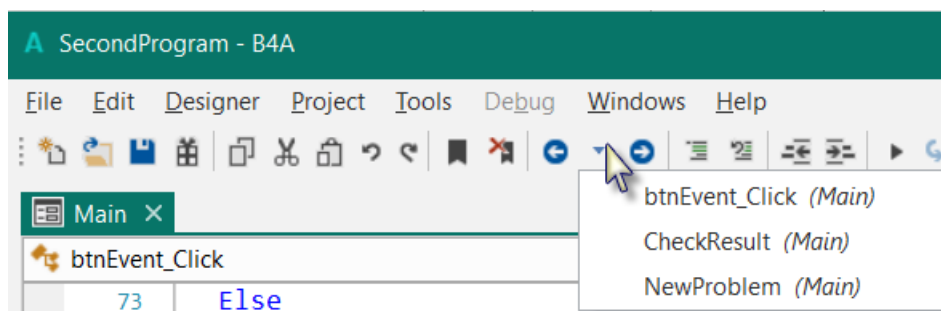 A SecondProgram - B4A
File Edit Designer Project Tools Debug Windows Help
Main
btnEvent_Click
73 Else
btnEvent_Click (Main)
CheckResult (Main)
NewProblem (Main)